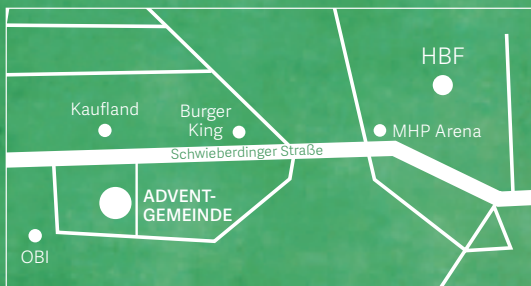 HBF
Kaufland
Burger
King
MHP Arena
Schwieberdinger Straße
ADVENT-
GEMEINDE
OBI